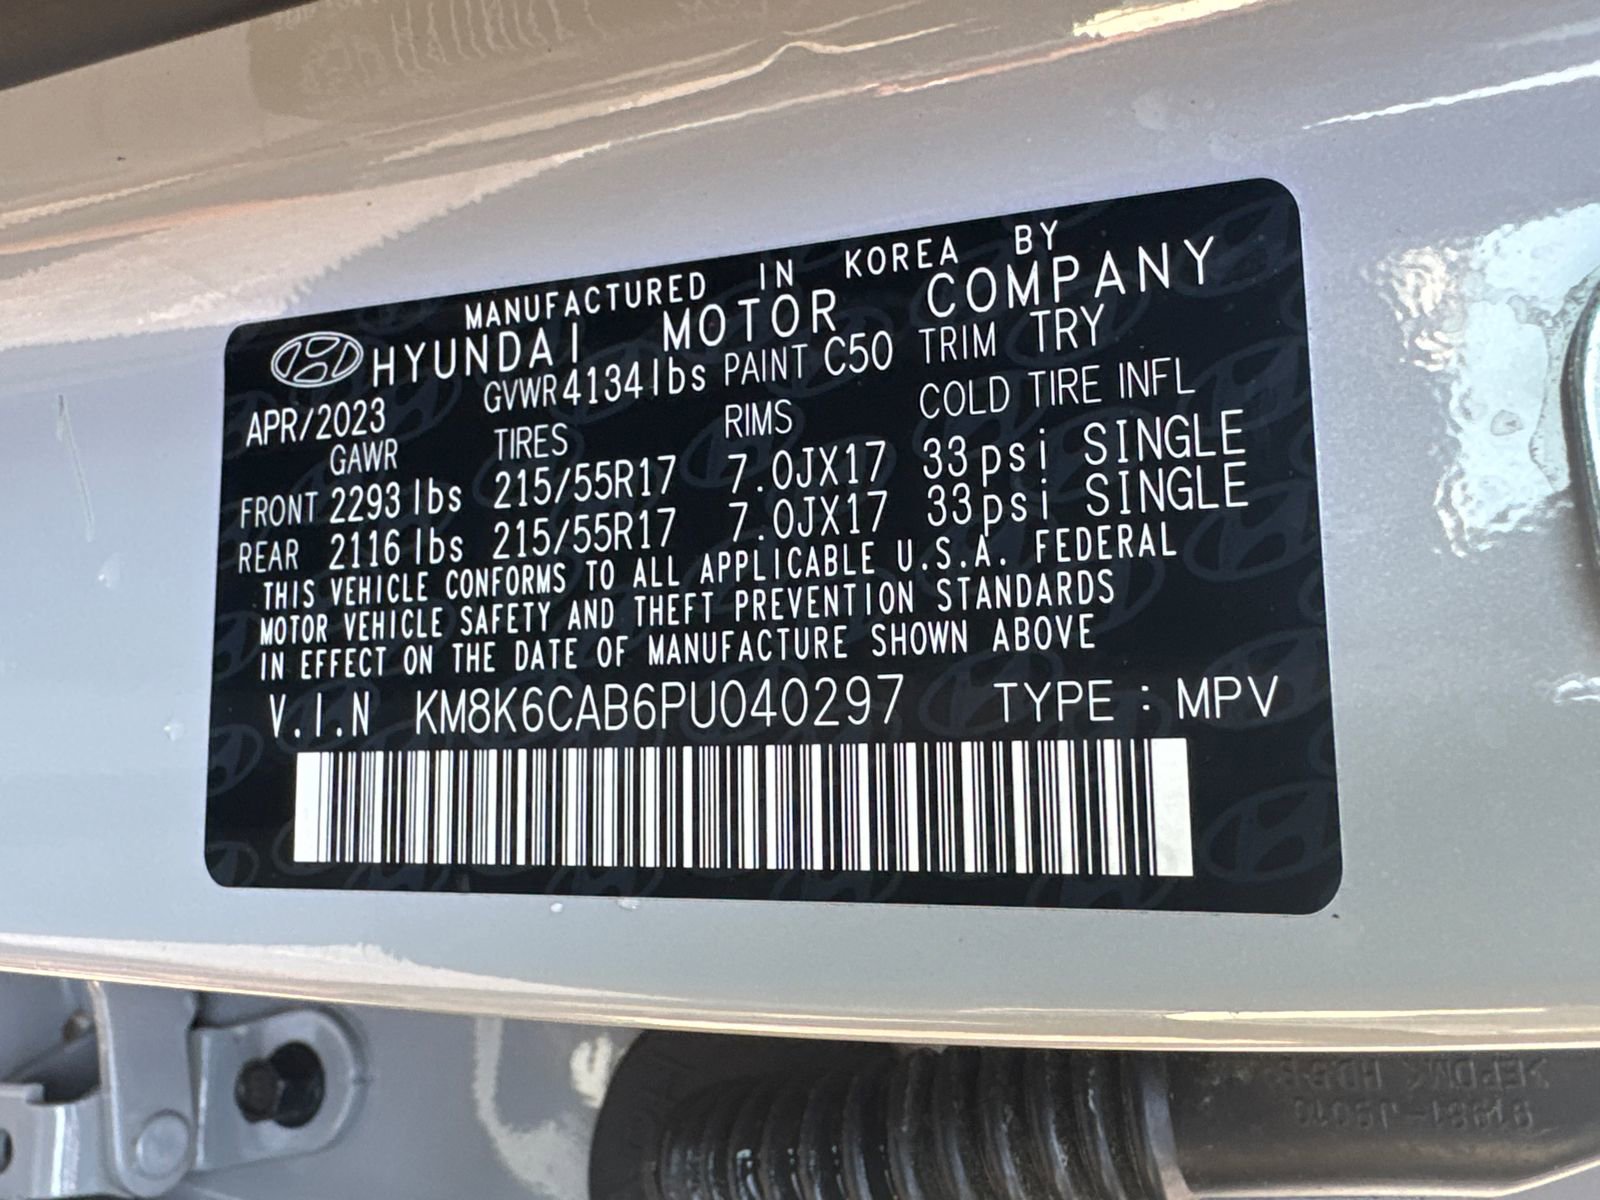 MANUFACTURED IN KOREA BY
HYUNDAI MOTOR COMPANY
APR/2023 GVWR 4134 lbs PAINT C50 TRIM TRY
GAWR TIRES RIMS COLD TIRE INFL
FRONT 2293 lbs 215/55R17 7.0JX17 33psi SINGLE
REAR 2116 lbs 215/55R17 7.0JX17 33psi SINGLE
THIS VEHICLE CONFORMS TO ALL APPLICABLE U.S.A. FEDERAL
MOTOR VEHICLE SAFETY AND THEFT PREVENTION STANDARDS
IN EFFECT ON THE DATE OF MANUFACTURE SHOWN ABOVE
V.I.N KM8K6CAB6PU040297 TYPE : MPV